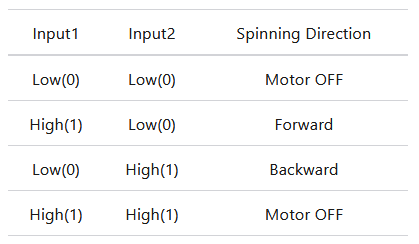 Input1 Input2 Spinning Direction
Low(0) Low(0) Motor OFF
High(1) Low(0) Forward
Low(0) High(1) Backward
High(1) High(1) Motor OFF